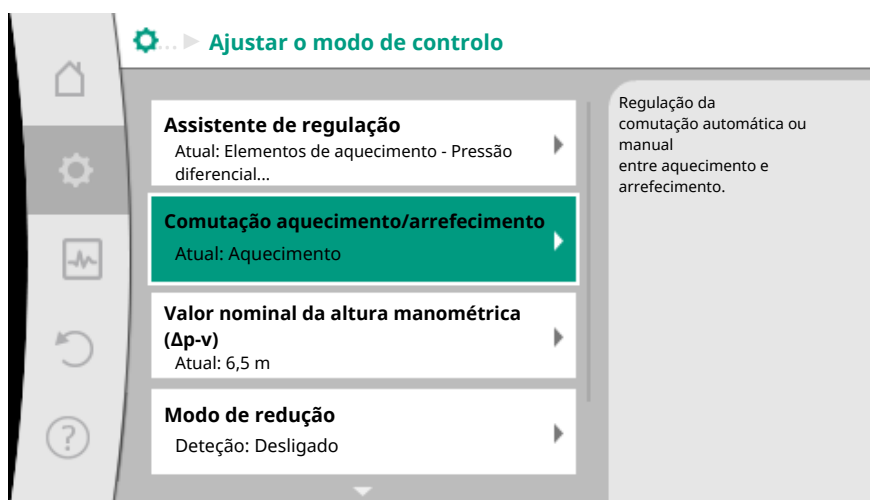 ... Ajustar o modo de controlo
Assistente de regulação
Atual: Elementos de aquecimento - Pressão
diferencial...
Comutação aquecimento/arrefecimento
Atual: Aquecimento
Valor nominal da altura manométrica
(Δp-v)
Atual: 6,5 m
Modo de redução
Deteção: Desligado
Regulação da
comutação automática ou
manual
entre aquecimento e
arrefecimento.
?